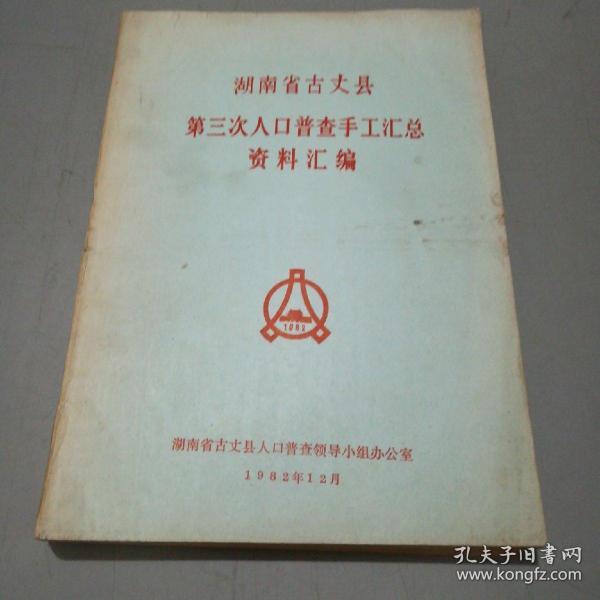 湖南省古丈县
第三次人口普查手工汇总
资料汇编
1982
湖南省古丈县人口普查领导小组办公室
1982年12月
孔夫子旧书网
www.kongfz.com